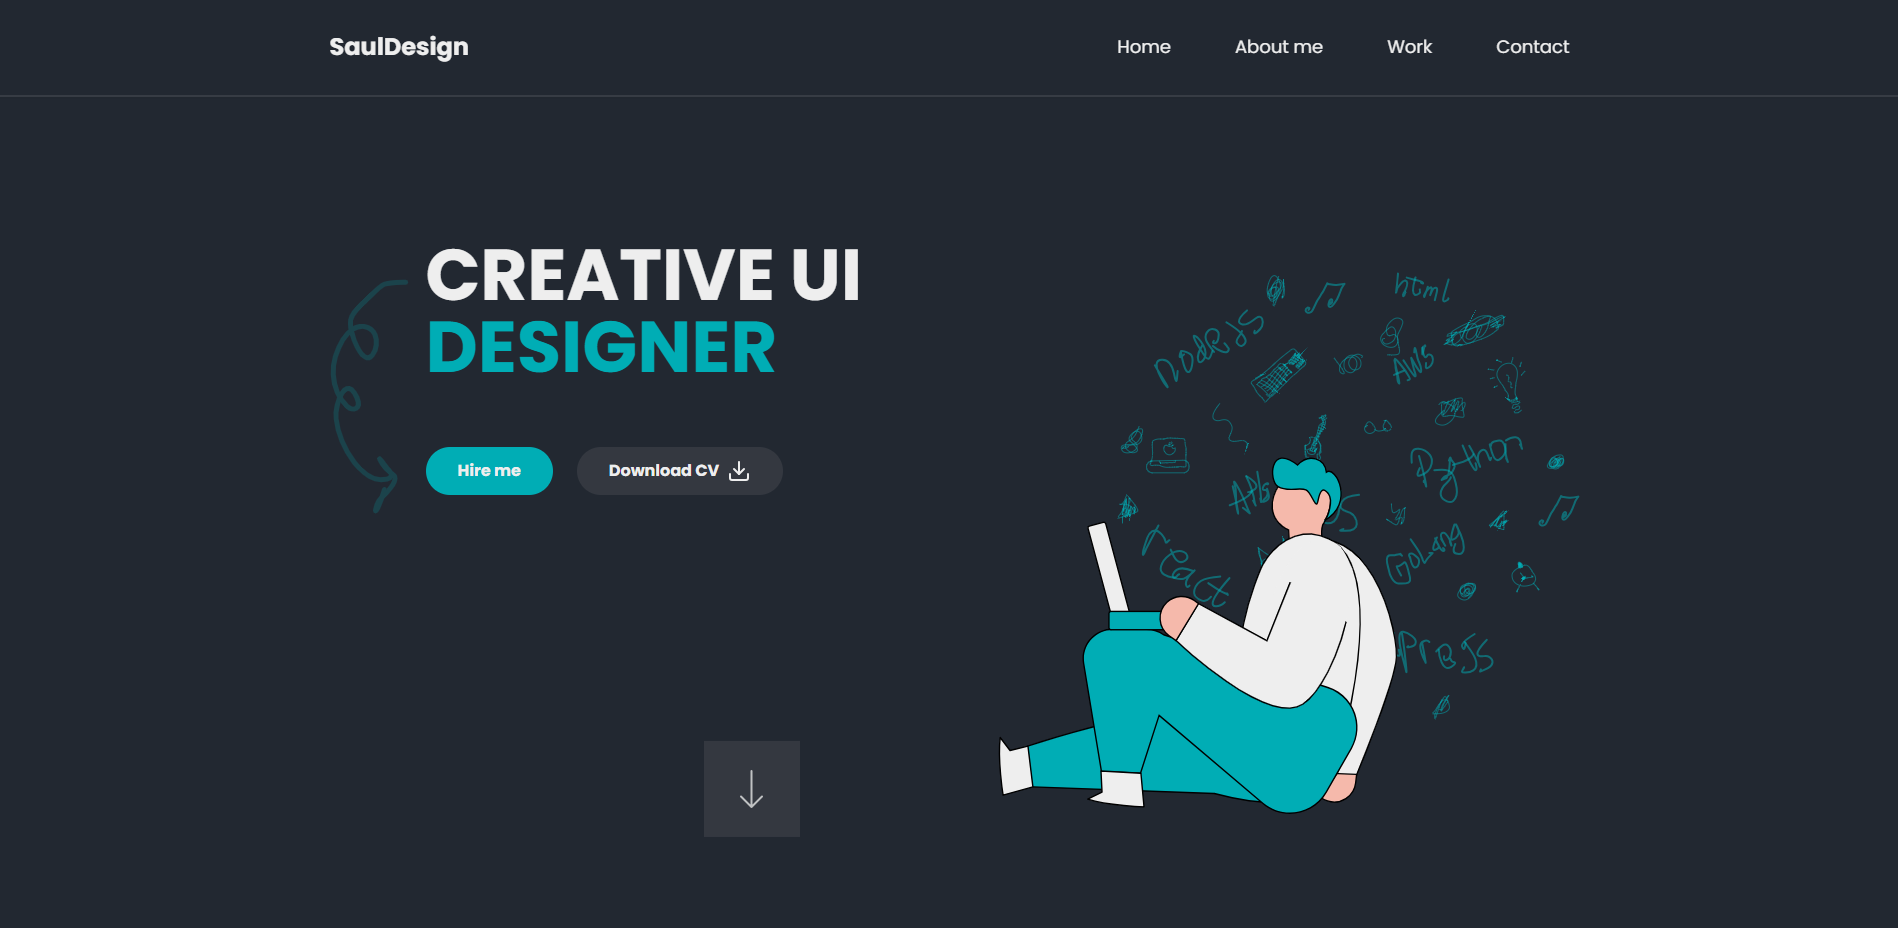 SaulDesign
Home
About me
Work
Contact
CREATIVE UI
DESIGNER
Hire me
Download CV
html
nodeJS
AWS
Python
APIs
JS
GoLang
react
PreJS